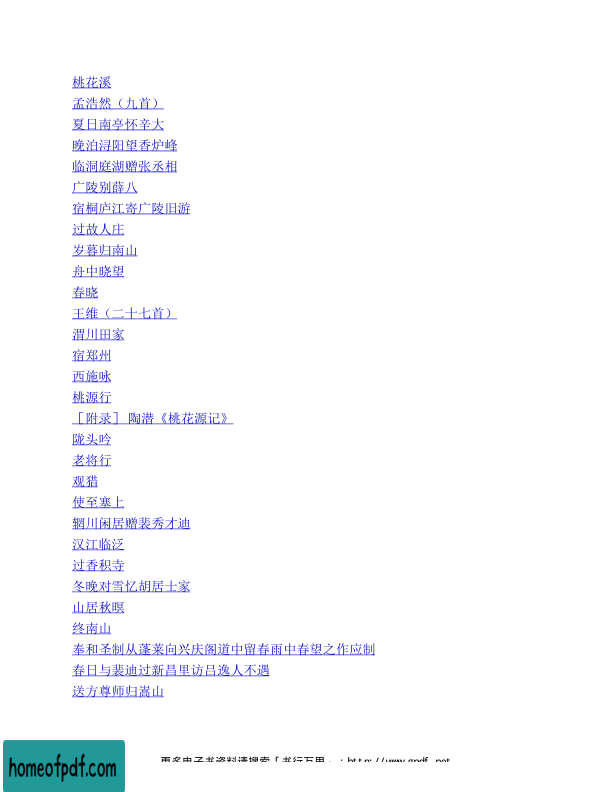 桃花溪
孟浩然（九首）
夏日南亭怀辛大
晚泊浔阳望香炉峰
临洞庭湖赠张丞相
广陵别薛八
宿桐庐江寄广陵旧游
过故人庄
岁暮归南山
舟中晓望
春晓
王维（二十七首）
渭川田家
宿郑州
西施咏
桃源行
［附录］ 陶潜《桃花源记》
陇头吟
老将行
观猎
使至塞上
辋川闲居赠裴秀才迪
汉江临泛
过香积寺
冬晚对雪忆胡居士家
山居秋暝
终南山
奉和圣制从蓬莱向兴庆阁道中留春雨中春望之作应制
春日与裴迪过新昌里访吕逸人不遇
送方尊师归嵩山
更多电子书资料请搜索「书行万里」：http://www.gpdf.net
homeofpdf.com